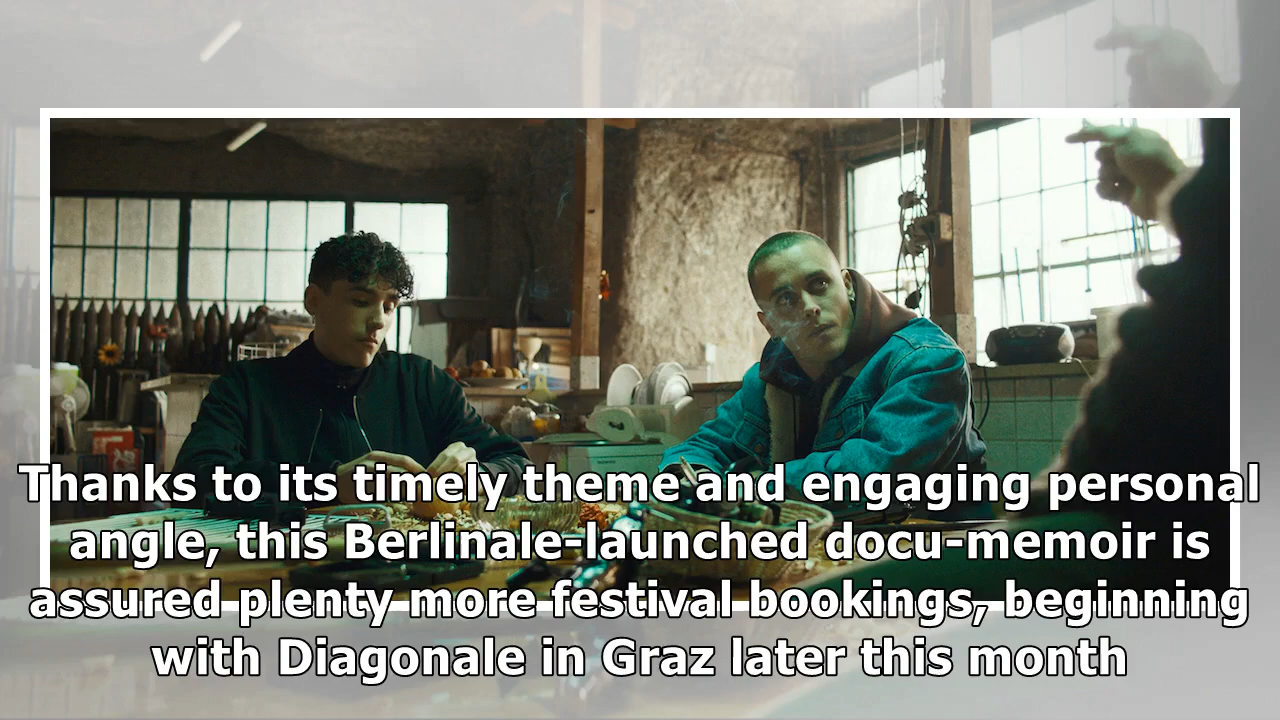 Thanks to its timely theme and engaging personal
angle, this Berlinale-launched docu-memoir is
assured plenty more festival bookings, beginning
with Diagonale in Graz later this month